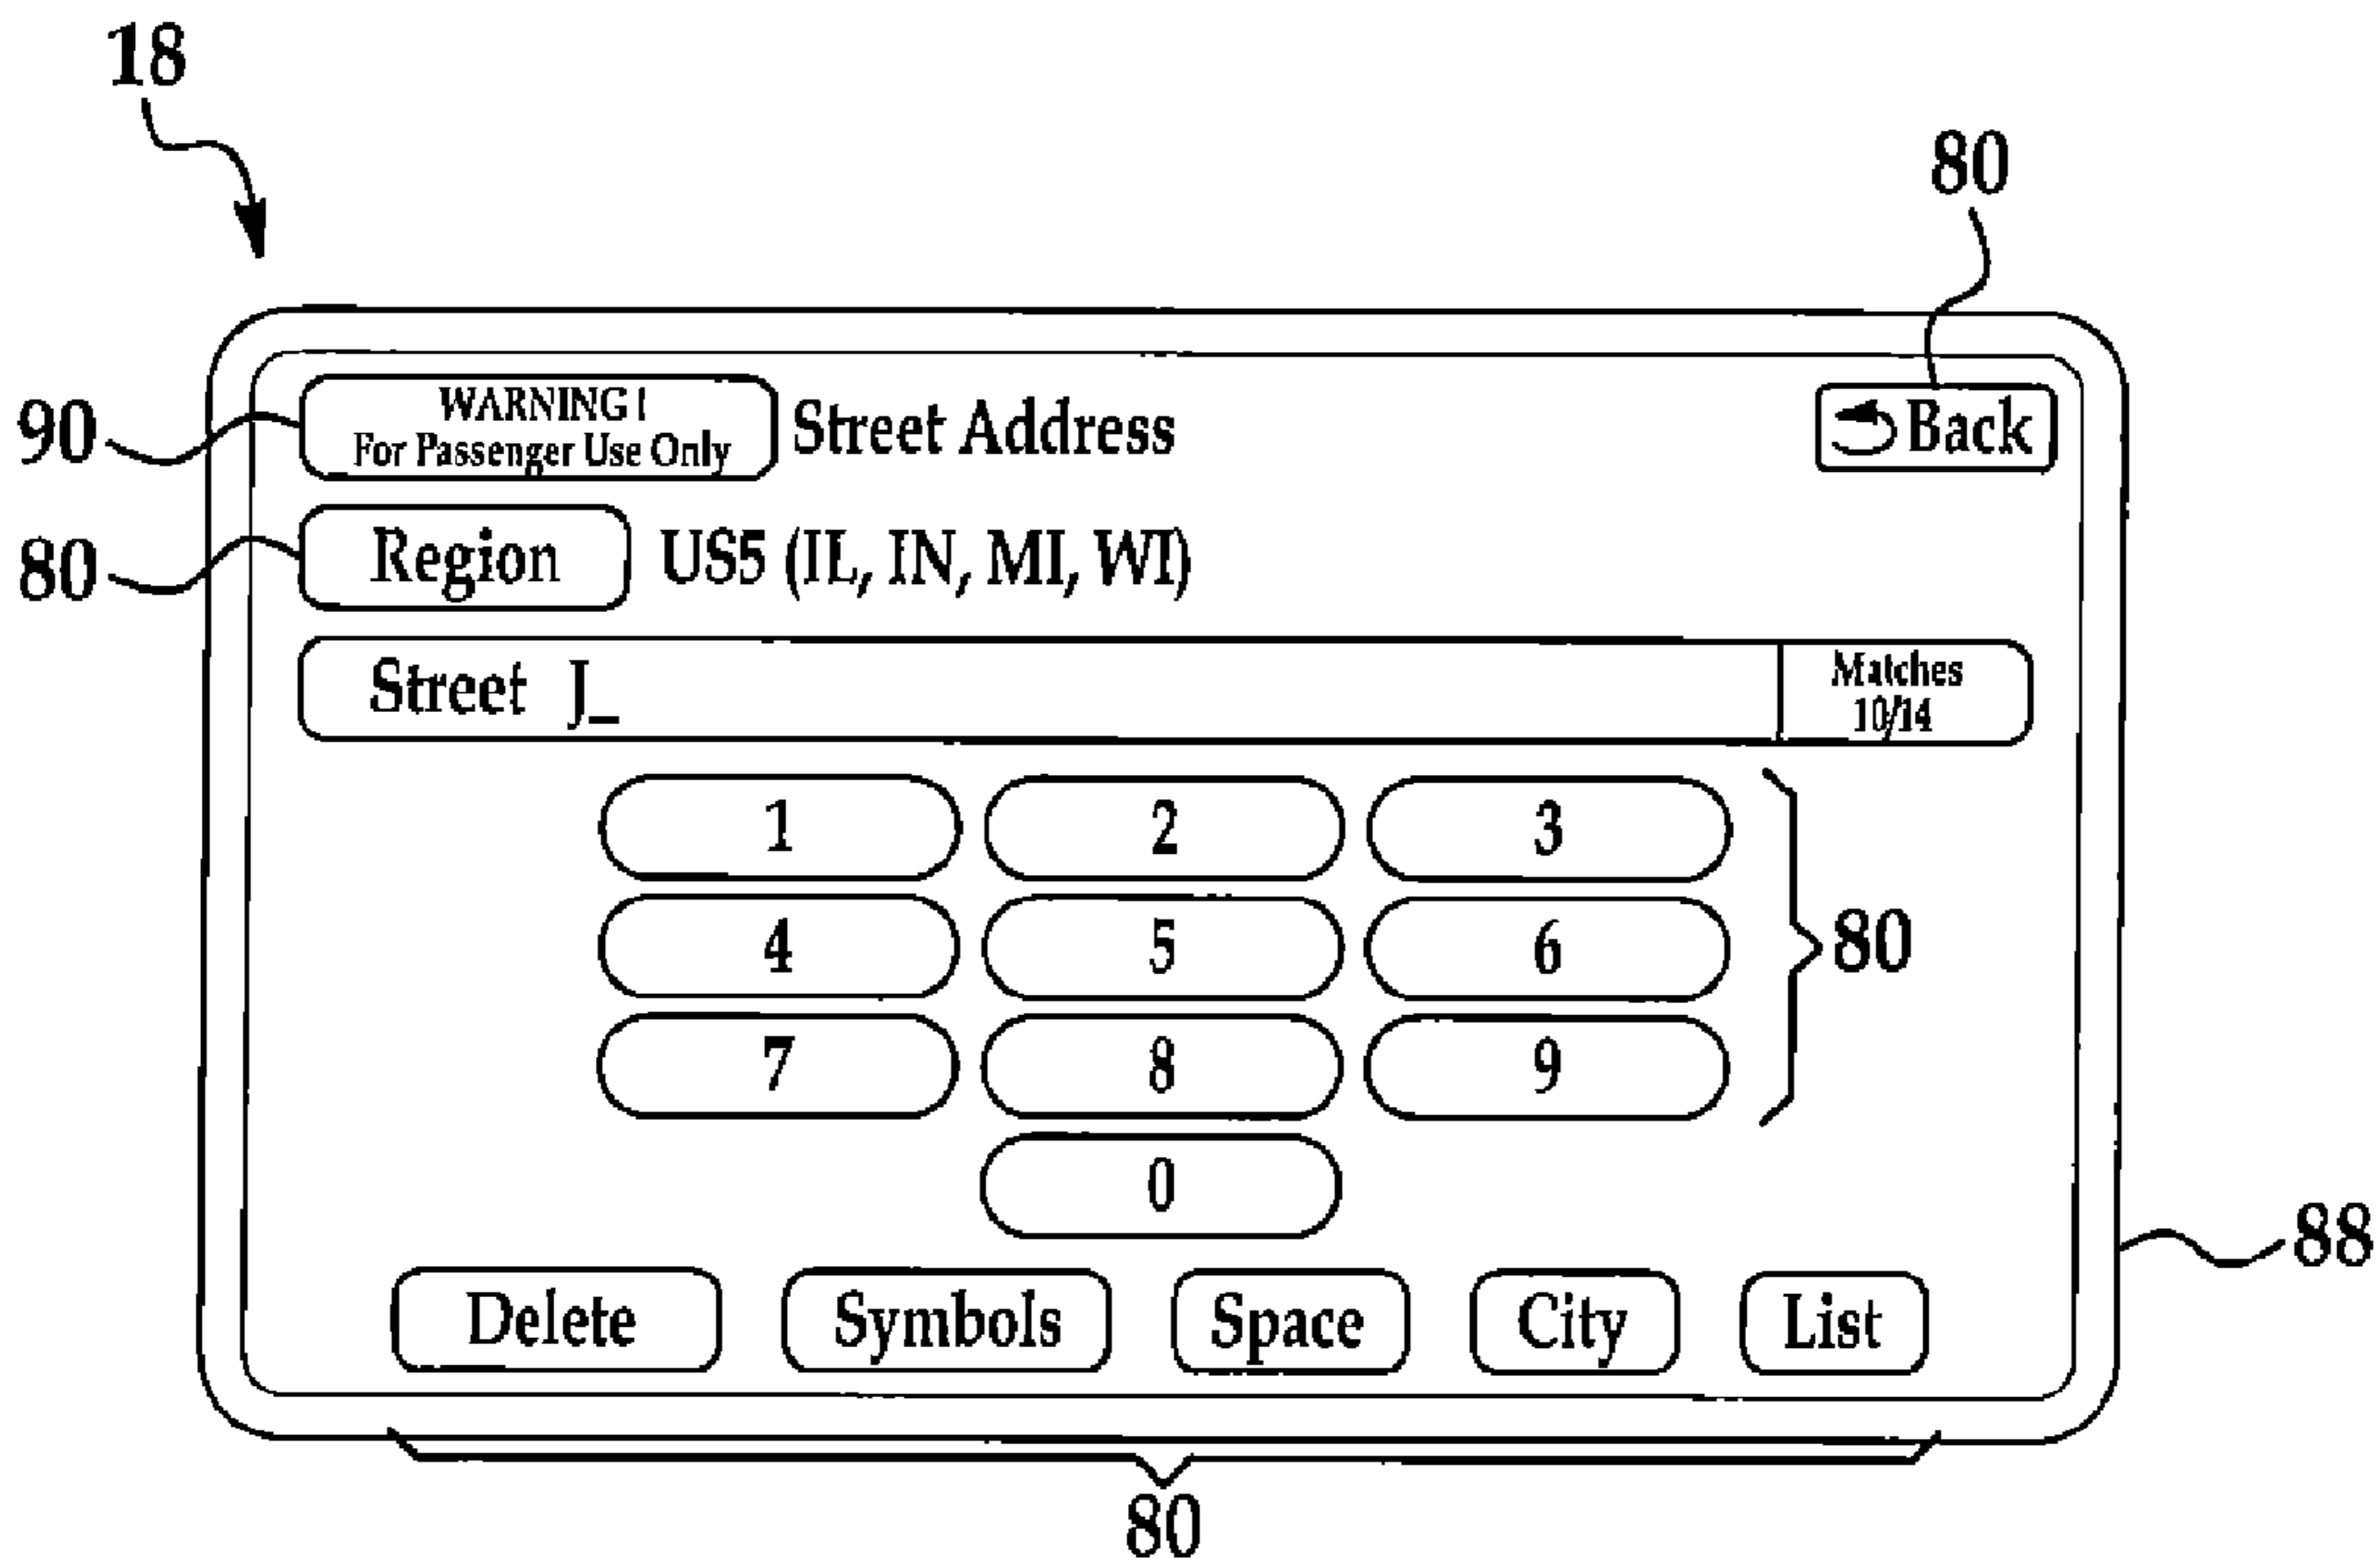 18
80
90
WARNING!
For Passenger Use Only
Street Address
Back
80
Region
US5 (IL, IN, MI, WI)
Street J_
Matches
10/14
1 2 3
4 5 6
80
7 8 9
0
88
Delete Symbols Space City List
80